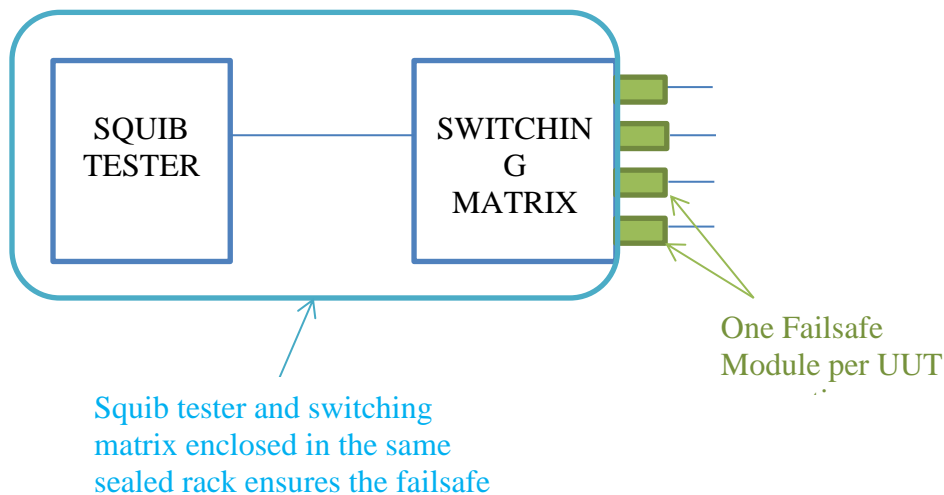 SQUIB
TESTER
SWITCHIN
G
MATRIX
One Failsafe
Module per UUT
Squib tester and switching
matrix enclosed in the same
sealed rack ensures the failsafe